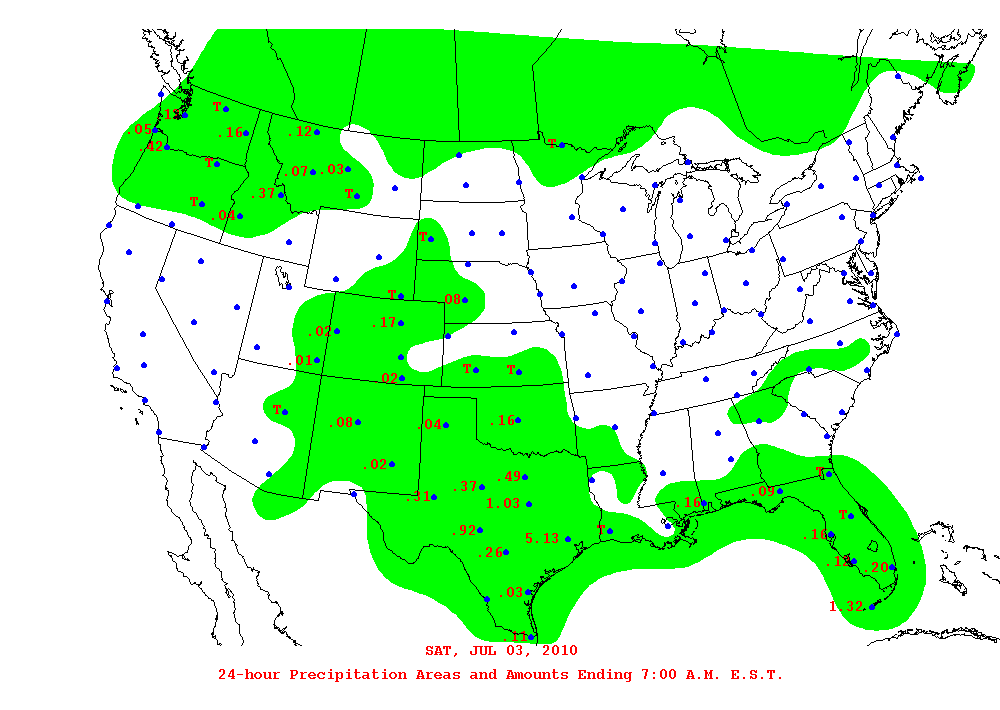 T
.05
.16
.12
.42
T
T
.07
.03
.37
T
T
.04
T
T
.08
.17
.02
.01
T
T
.02
T
.08
.04
.16
.02
.49
.37
.31
1.03
.16
.09
T
T
.92
T
5.13
.16
.26
.12
.20
.03
1.32
.11
SAT, JUL 03, 2010
24-hour Precipitation Areas and Amounts Ending 7:00 A.M. E.S.T.